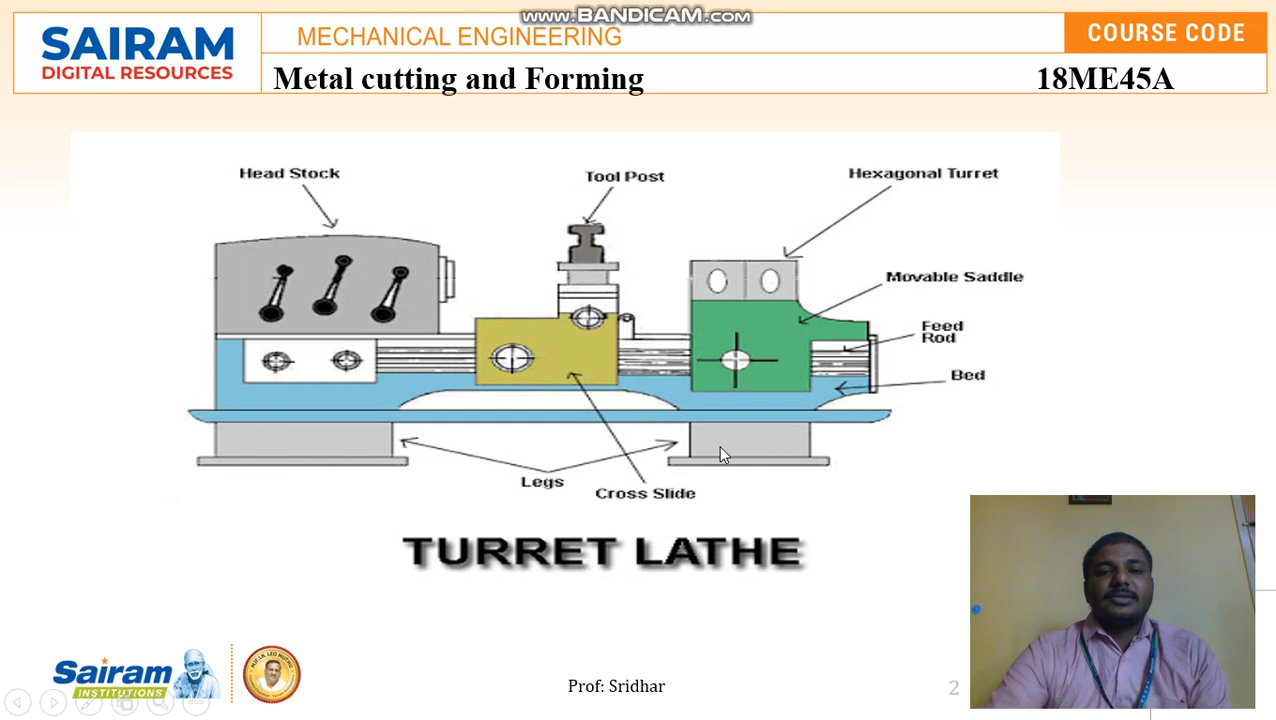 www.BANDICAM.com
SAIRAM
DIGITAL RESOURCES
MECHANICAL ENGINEERING
COURSE CODE
Metal cutting and Forming
18ME45A
Head Stock
Tool Post
Hexagonal Turret
Movable Saddle
Feed
Rod
Bed
Legs
Cross Slide
TURRET LATHE
Sairam
INSTITUTIONS
Prof: Sridhar
2